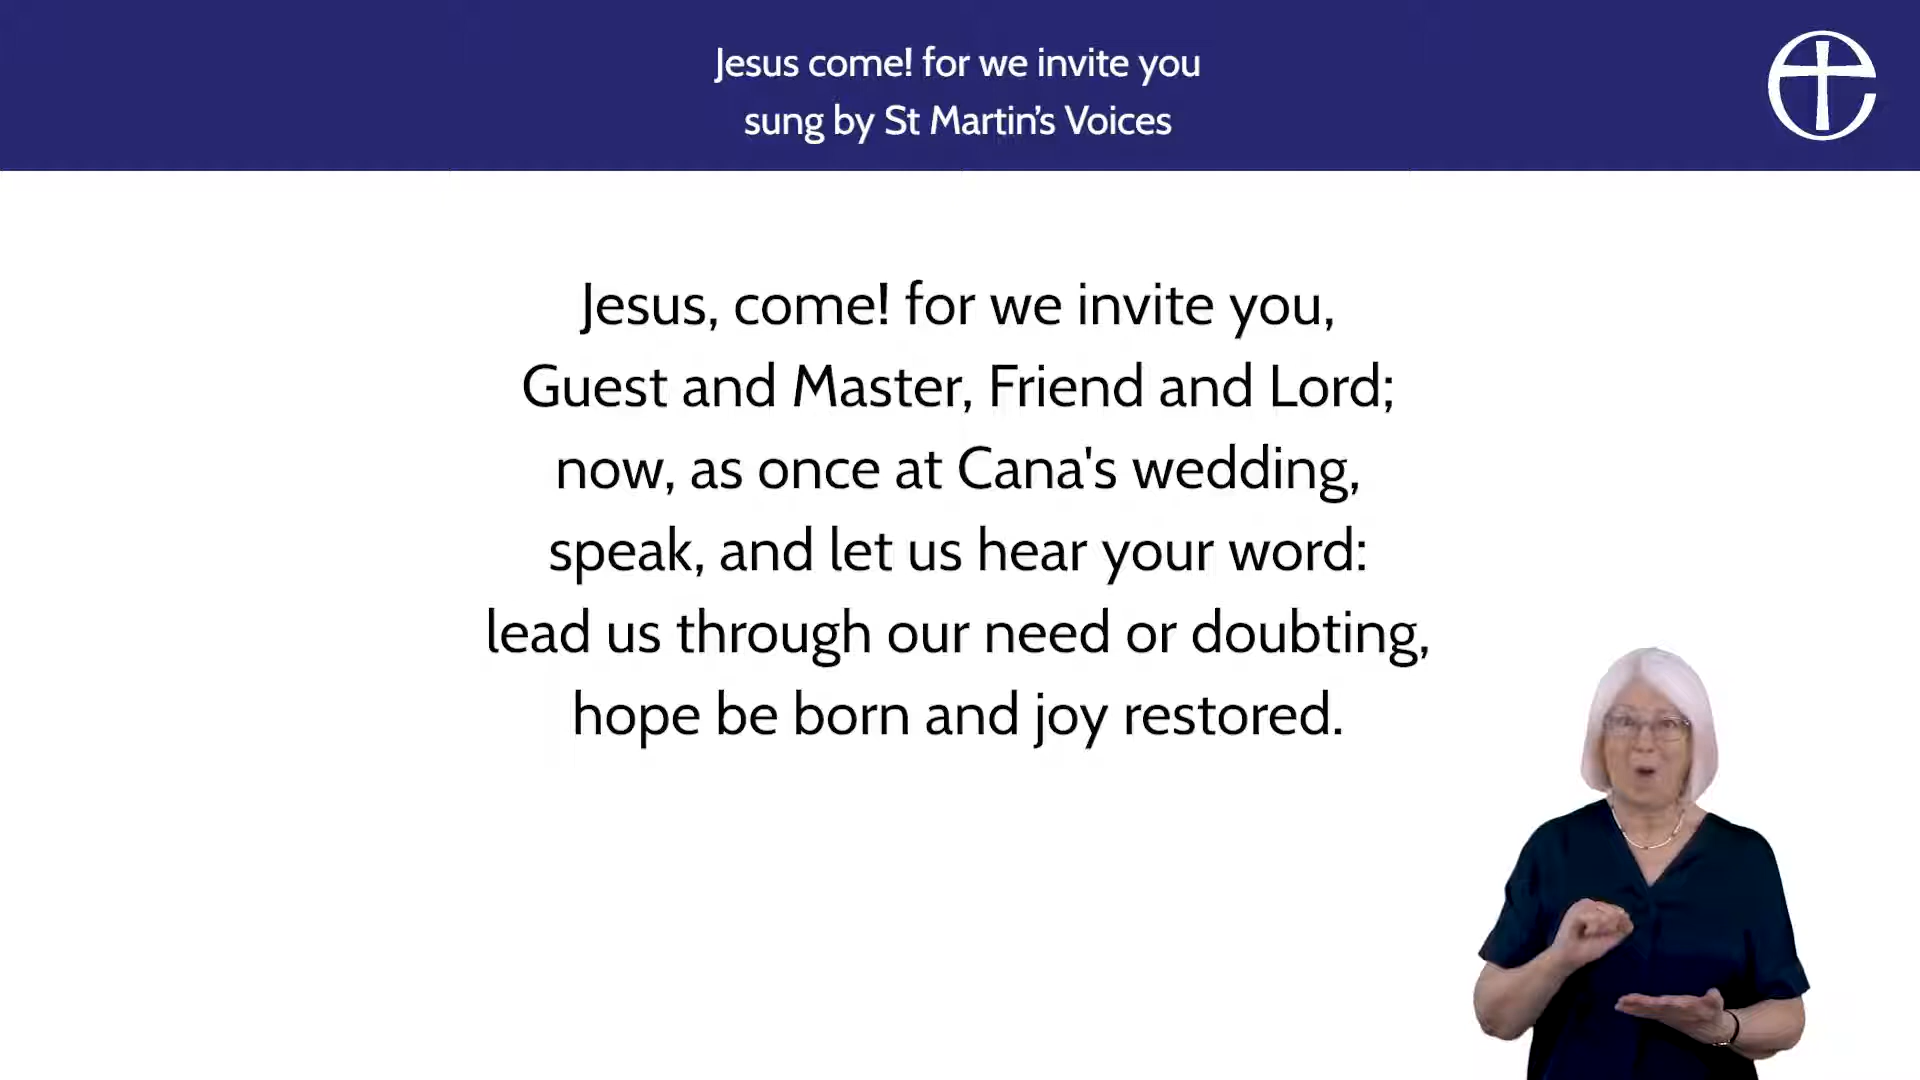 Jesus come! for we invite you
sung by St Martin’s Voices
Jesus, come! for we invite you,
Guest and Master, Friend and Lord;
now, as once at Cana's wedding,
speak, and let us hear your word:
lead us through our need or doubting,
hope be born and joy restored.